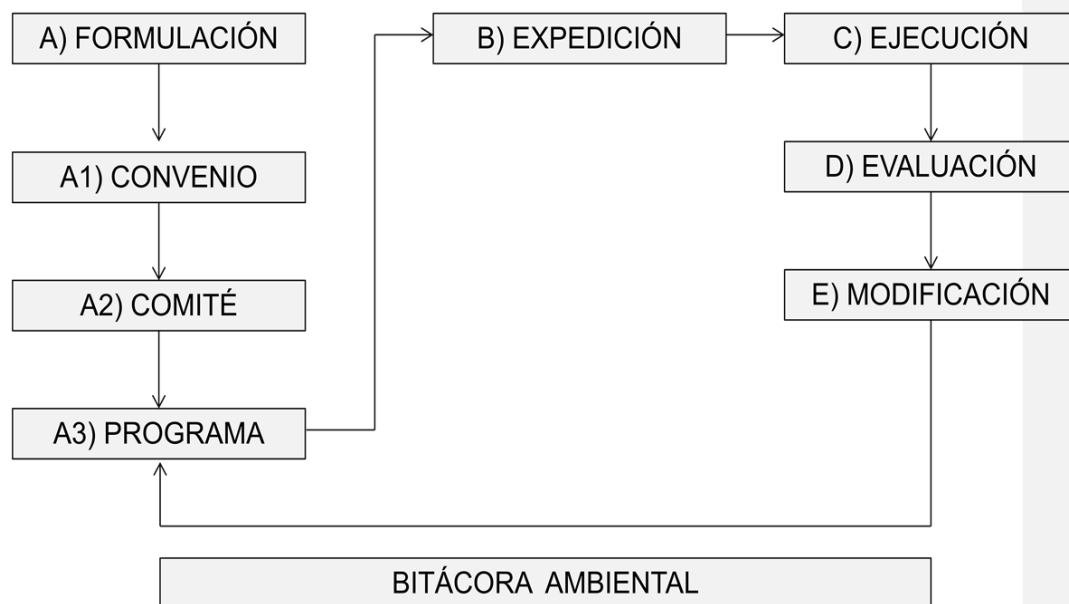 A) FORMULACIÓN
A1) CONVENIO
A2) COMITÉ
A3) PROGRAMA
B) EXPEDICIÓN
C) EJECUCIÓN
D) EVALUACIÓN
E) MODIFICACIÓN
BITÁCORA AMBIENTAL